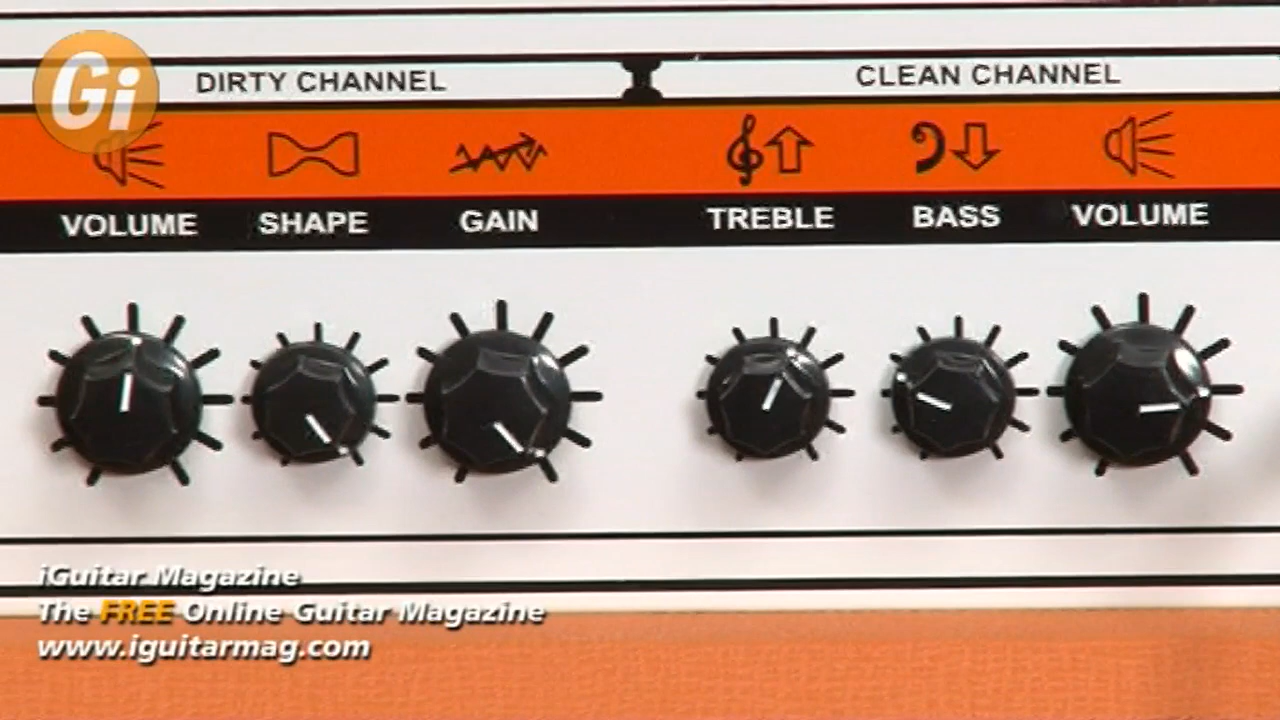 Gi
DIRTY CHANNEL
CLEAN CHANNEL
VOLUME SHAPE GAIN TREBLE BASS VOLUME
iGuitar Magazine
The FREE Online Guitar Magazine
www.iguitarmag.com